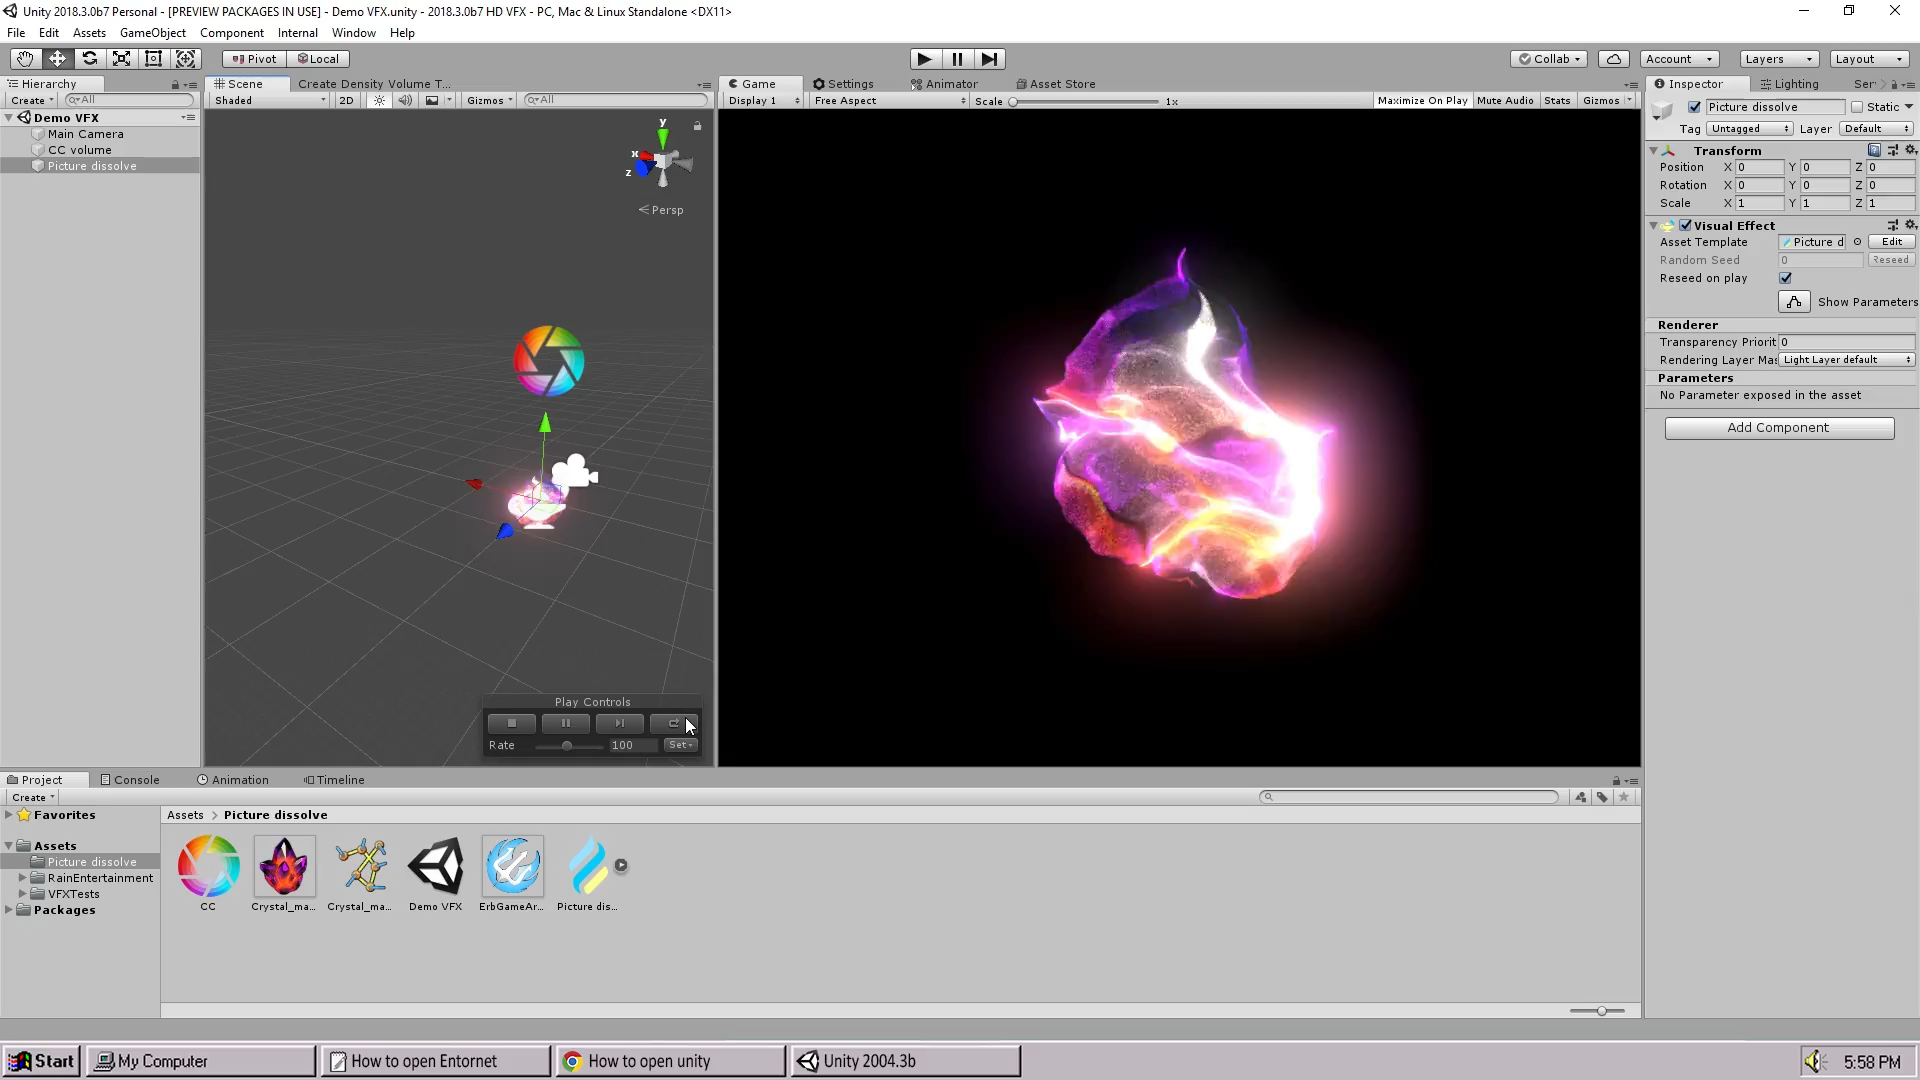 Unity 2018.3.0b7 Personal - [PREVIEW PACKAGES IN USE] - Demo VFX.unity - 2018.3.0b7 HD VFX - PC, Mac & Linux Standalone <DX11>
File Edit Assets GameObject Component Internal Window Help
Pivot Local Collab Account Layers Layout
Hierarchy
Create All
Demo VFX
Main Camera
CC volume
Picture dissolve
Scene Create Density Volume T...
Shaded 2D Gizmos All
y
x
z
Persp
Play Controls
Rate 100 Set
Game Settings Animator Asset Store
Display 1 Free Aspect Scale 1x Maximize On Play Mute Audio Stats Gizmos
Inspector Lighting Ser
Picture dissolve Static
Tag Untagged Layer Default
Transform
Position X 0 Y 0 Z 0
Rotation X 0 Y 0 Z 0
Scale X 1 Y 1 Z 1
Visual Effect
Asset Template Picture d Edit
Random Seed 0 Reseed
Reseed on play
Show Parameters
Renderer
Transparency Priorit 0
Rendering Layer Mas Light Layer default
Parameters
No Parameter exposed in the asset
Add Component
Project Console Animation Timeline
Create
Favorites
Assets
Picture dissolve
RainEntertainment
VFXTests
Packages
Assets > Picture dissolve
CC Crystal_ma... Crystal_ma... Demo VFX ErbGameAr... Picture dis...
Start My Computer How to open Entornet How to open unity Unity 2004.3b 5:58 PM